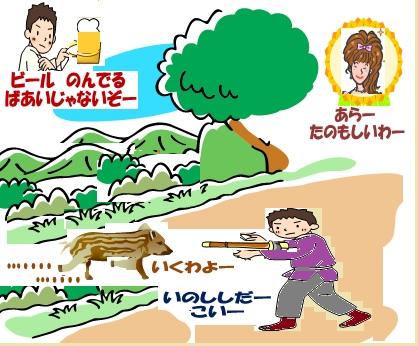 ビール のんでる
ばあいじゃないぞー
あらー
たのもしいわー
いくわよー
いのししだー
こいー